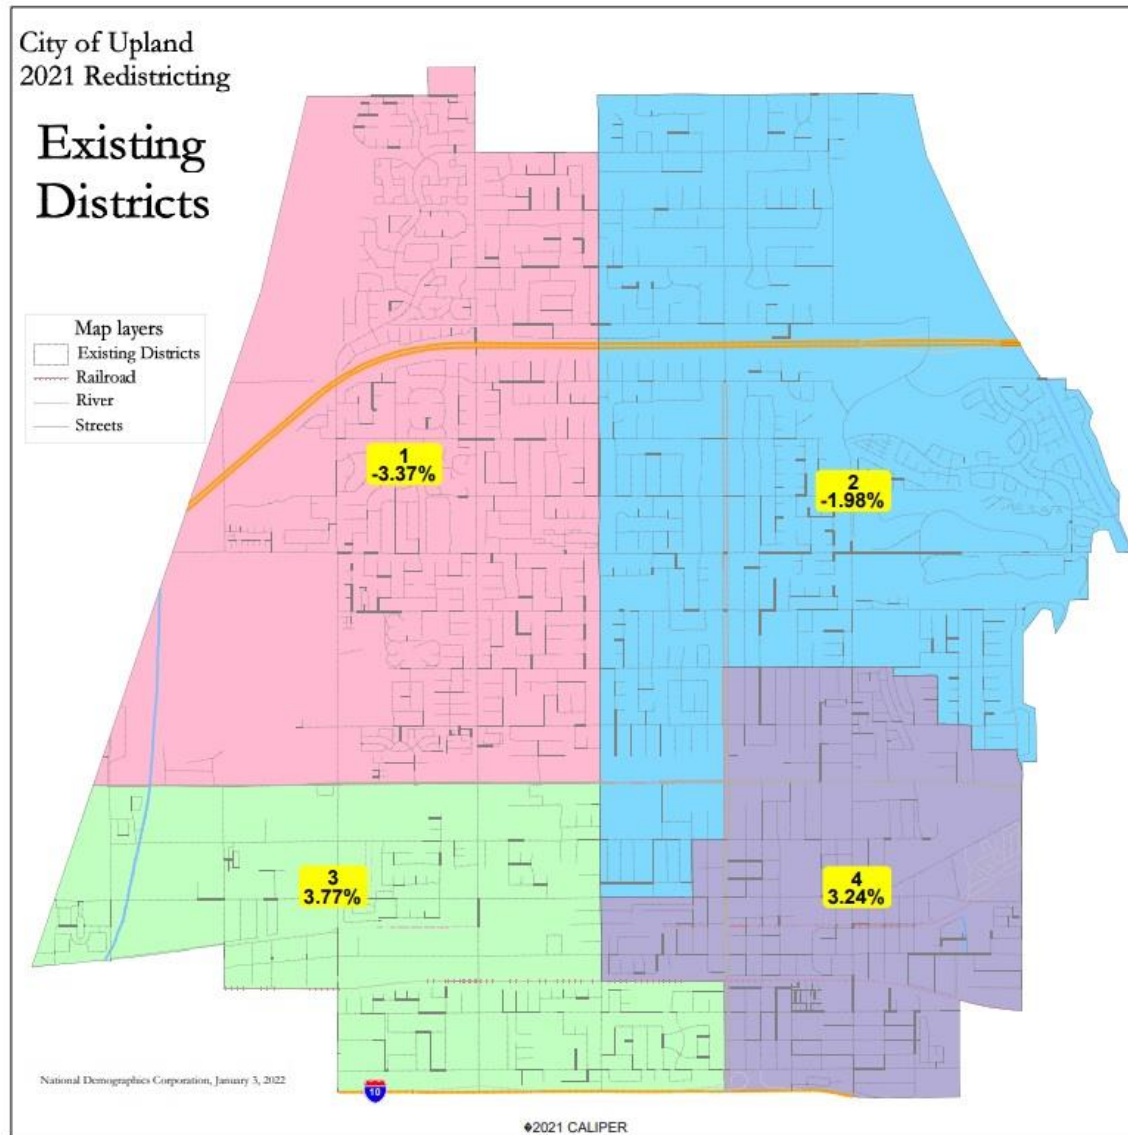 City of Upland
2021 Redistricting
Existing
Districts
Map layers
Existing Districts
Railroad
River
Streets
1
-3.37%
2
-1.98%
3
3.77%
4
3.24%
National Demographics Corporation, January 3, 2022
10
�2021 CALIPER